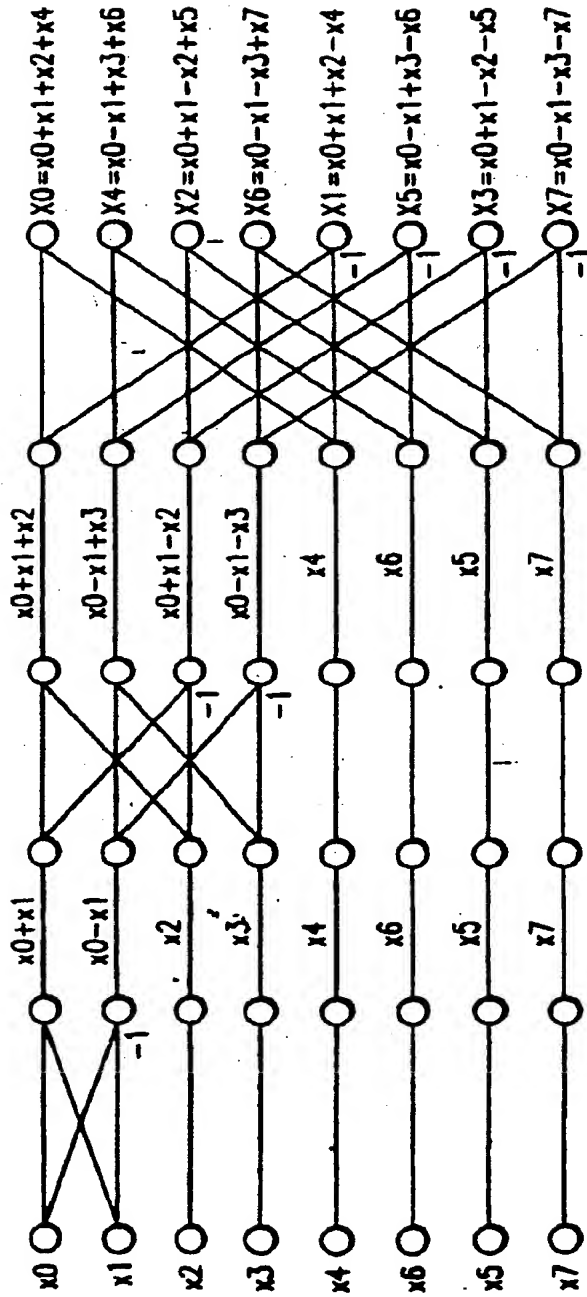 x0
x0+x1
x0+x1+x2
X0=x0+x1+x2+x4
x1
-1
x0-x1
x0-x1+x3
X4=x0-x1+x3+x6
x2
x2
-1
x0+x1-x2
X2=x0+x1-x2+x5
x3
x3
-1
x0-x1-x3
X6=x0-x1-x3+x7
x4
x4
x4
-1
X1=x0+x1+x2-x4
x6
x6
x6
-1
X5=x0-x1+x3-x6
x5
x5
x5
-1
X3=x0+x1-x2-x5
x7
x7
x7
-1
X7=x0-x1-x3-x7